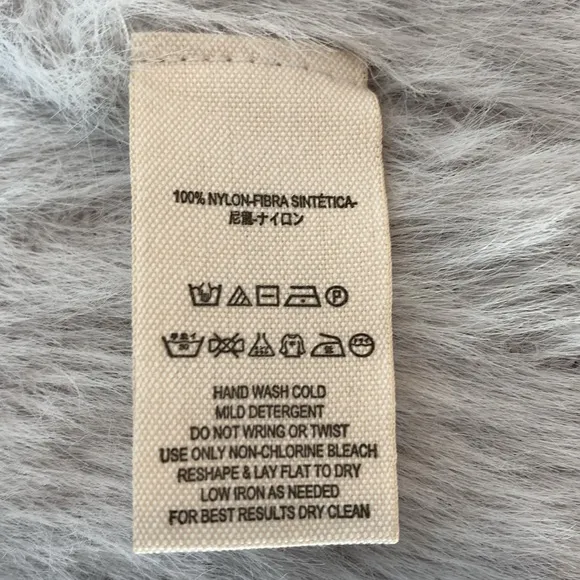 100% NYLON-FIBRA SINTÉTICA-
尼龍-ナイロン
P
HAND WASH COLD
MILD DETERGENT
DO NOT WRING OR TWIST
USE ONLY NON-CHLORINE BLEACH
RESHAPE & LAY FLAT TO DRY
LOW IRON AS NEEDED
FOR BEST RESULTS DRY CLEAN